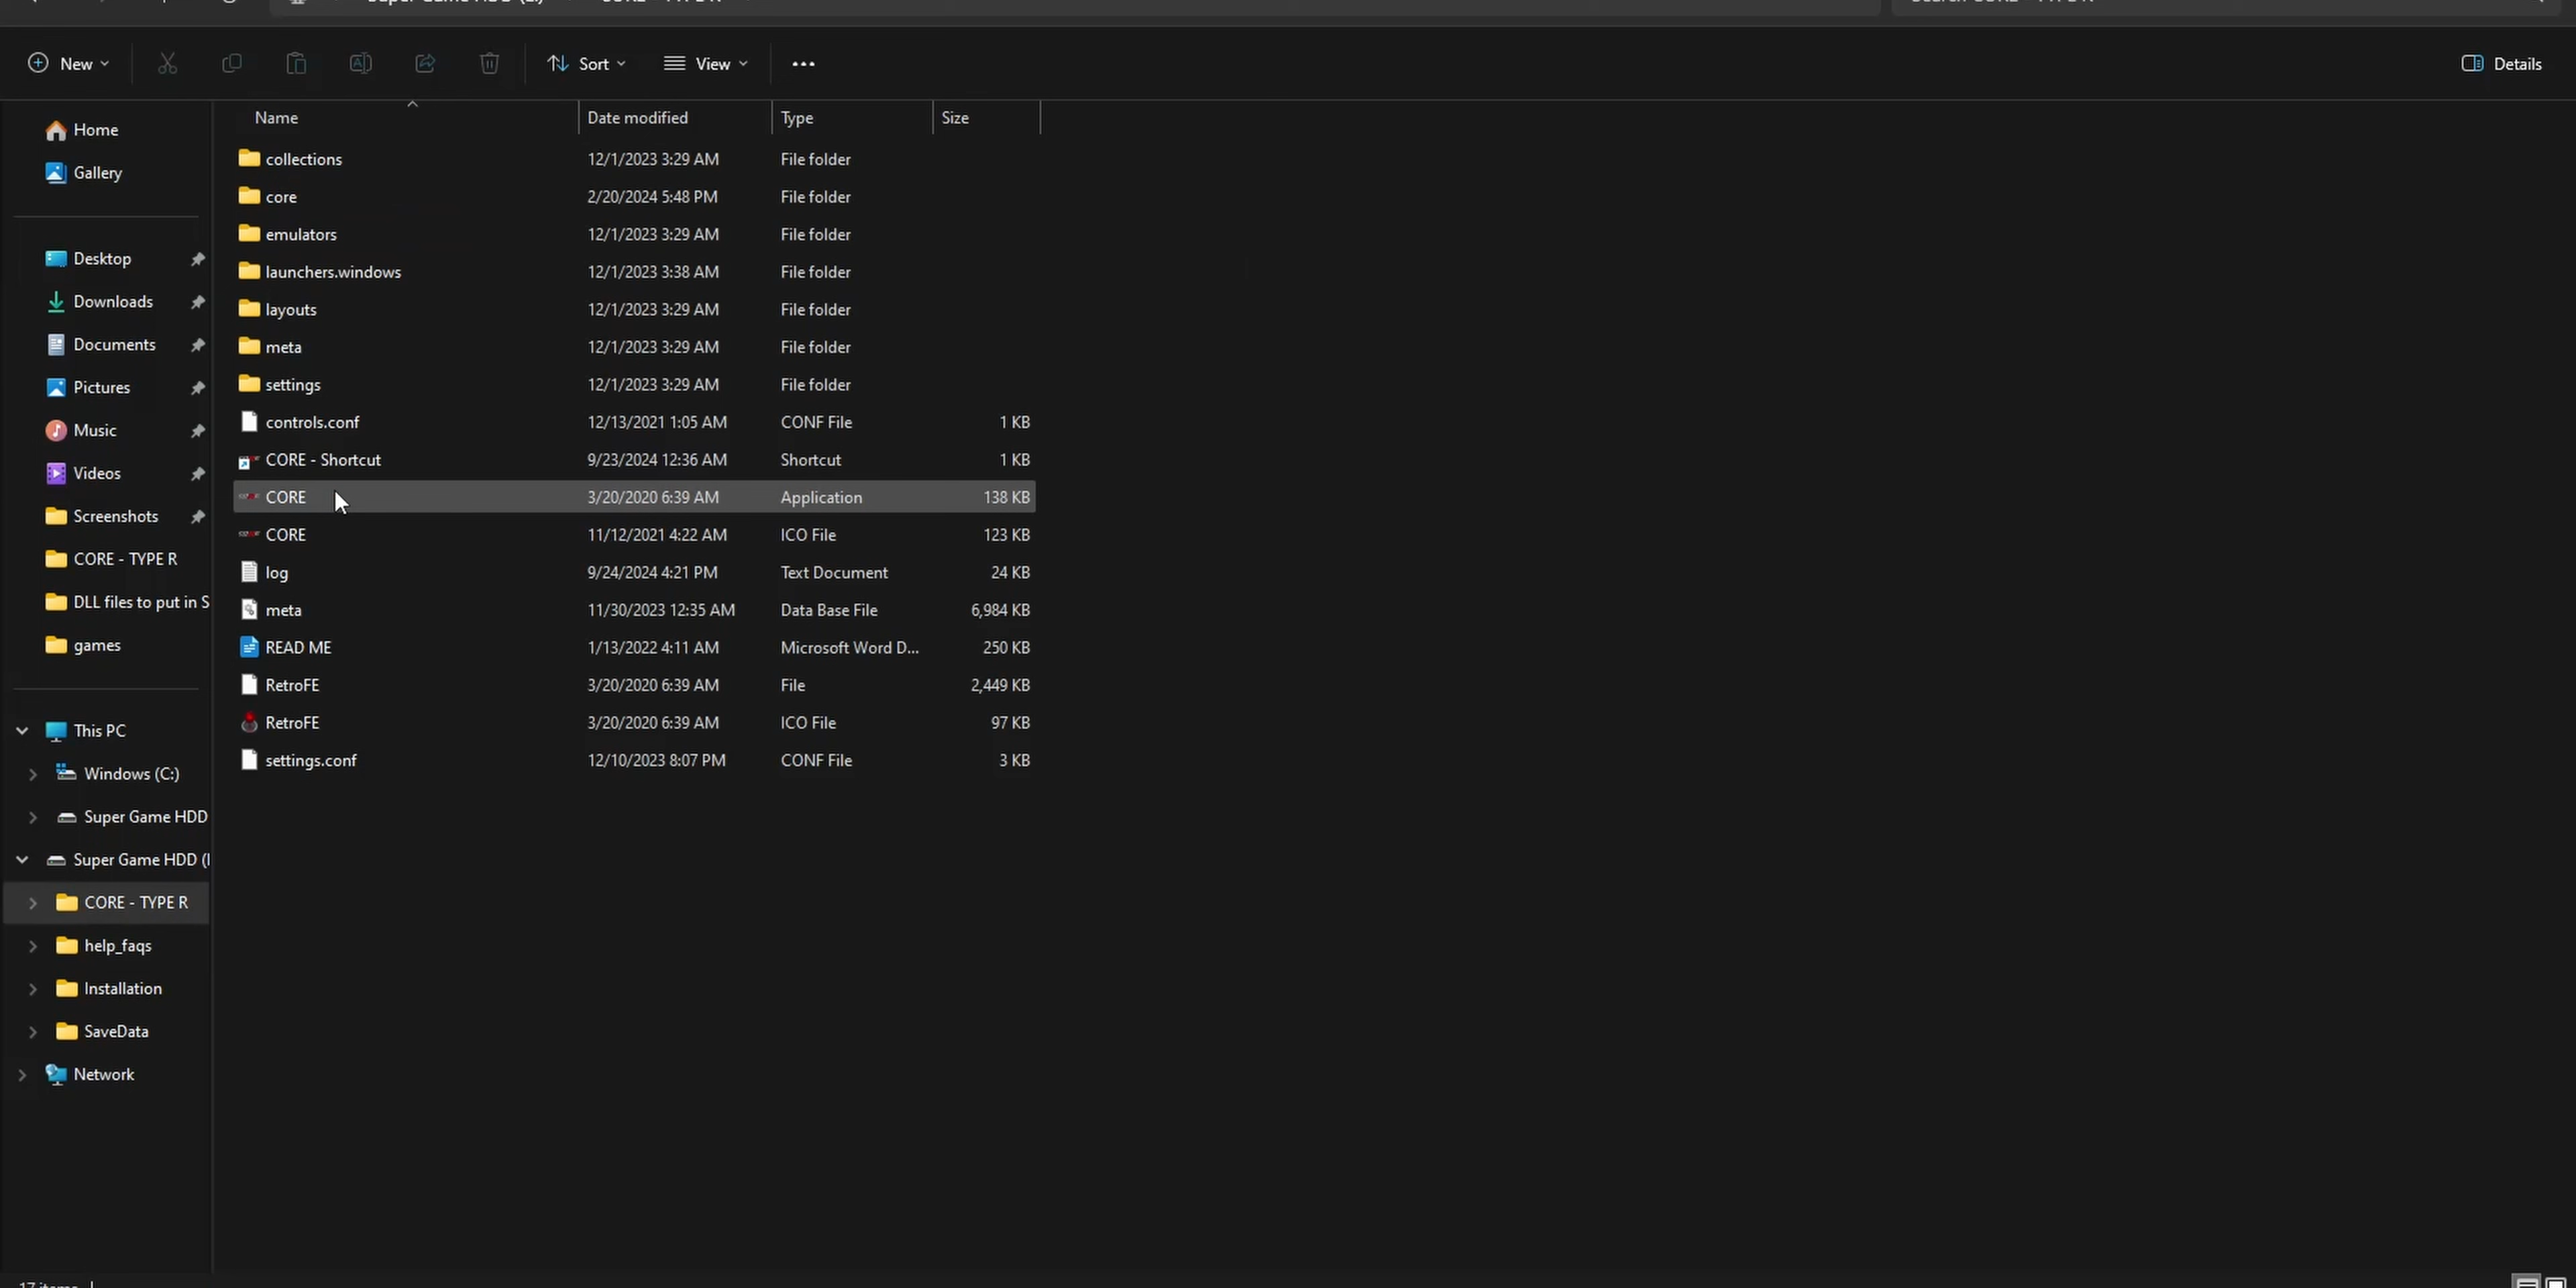 New
Sort
View
Details
Name Date modified Type Size
Home
Gallery
Desktop
Downloads
Documents
Pictures
Music
Videos
Screenshots
CORE - TYPE R
DLL files to put in S
games
This PC
Windows (C:)
Super Game HDD
Super Game HDD (
CORE - TYPE R
help_faqs
Installation
SaveData
Network
collections 12/1/2023 3:29 AM File folder
core 2/20/2024 5:48 PM File folder
emulators 12/1/2023 3:29 AM File folder
launchers.windows 12/1/2023 3:38 AM File folder
layouts 12/1/2023 3:29 AM File folder
meta 12/1/2023 3:29 AM File folder
settings 12/1/2023 3:29 AM File folder
controls.conf 12/13/2021 1:05 AM CONF File 1 KB
CORE - Shortcut 9/23/2024 12:36 AM Shortcut 1 KB
CORE 3/20/2020 6:39 AM Application 138 KB
CORE 11/12/2021 4:22 AM ICO File 123 KB
log 9/24/2024 4:21 PM Text Document 24 KB
meta 11/30/2023 12:35 AM Data Base File 6,984 KB
READ ME 1/13/2022 4:11 AM Microsoft Word D... 250 KB
RetroFE 3/20/2020 6:39 AM File 2,449 KB
RetroFE 3/20/2020 6:39 AM ICO File 97 KB
settings.conf 12/10/2023 8:07 PM CONF File 3 KB
17 items